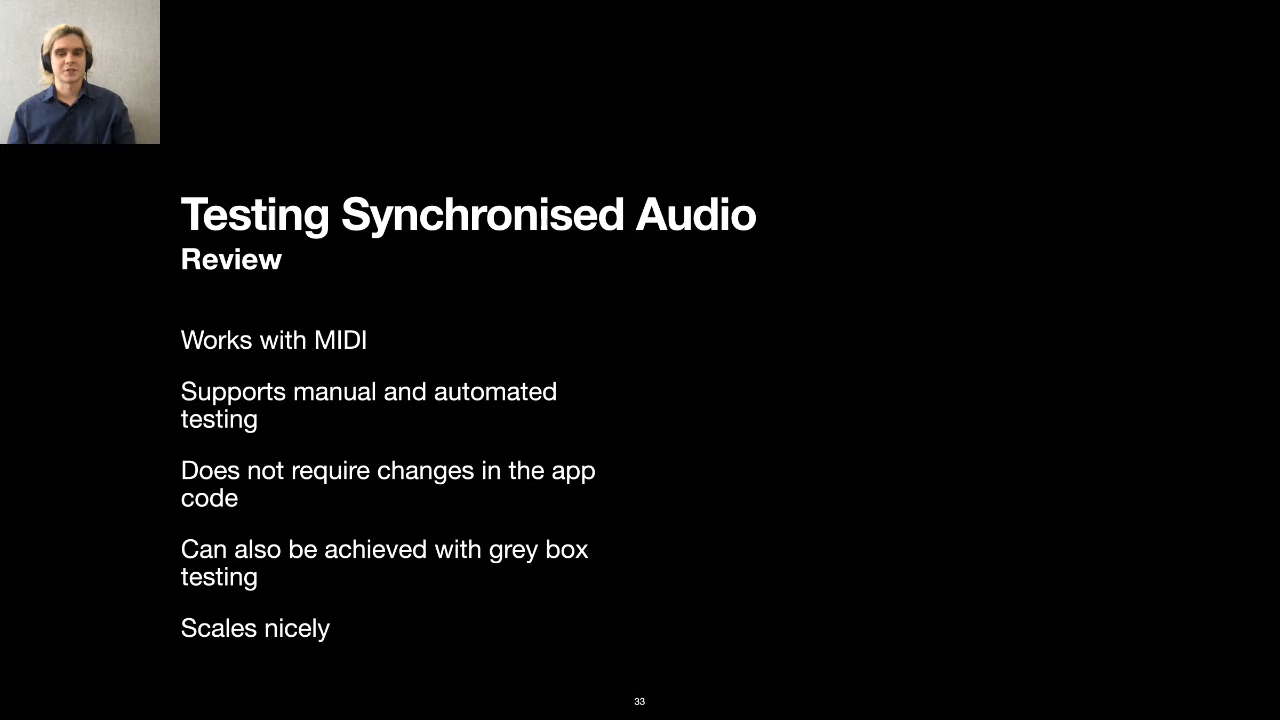 Testing Synchronised Audio
Review
Works with MIDI
Supports manual and automated
testing
Does not require changes in the app
code
Can also be achieved with grey box
testing
Scales nicely
33